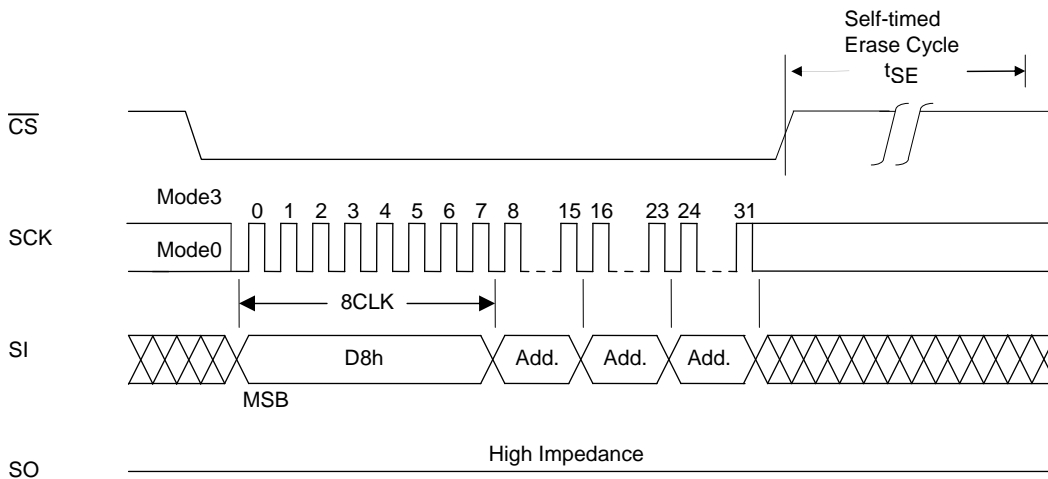 Self-timed
Erase Cycle
tSE
CS
Mode3
0 1 2 3 4 5 6 7 8 15 16 23 24 31
SCK
Mode0
8CLK
SI
D8h Add. Add. Add.
MSB
High Impedance
SO